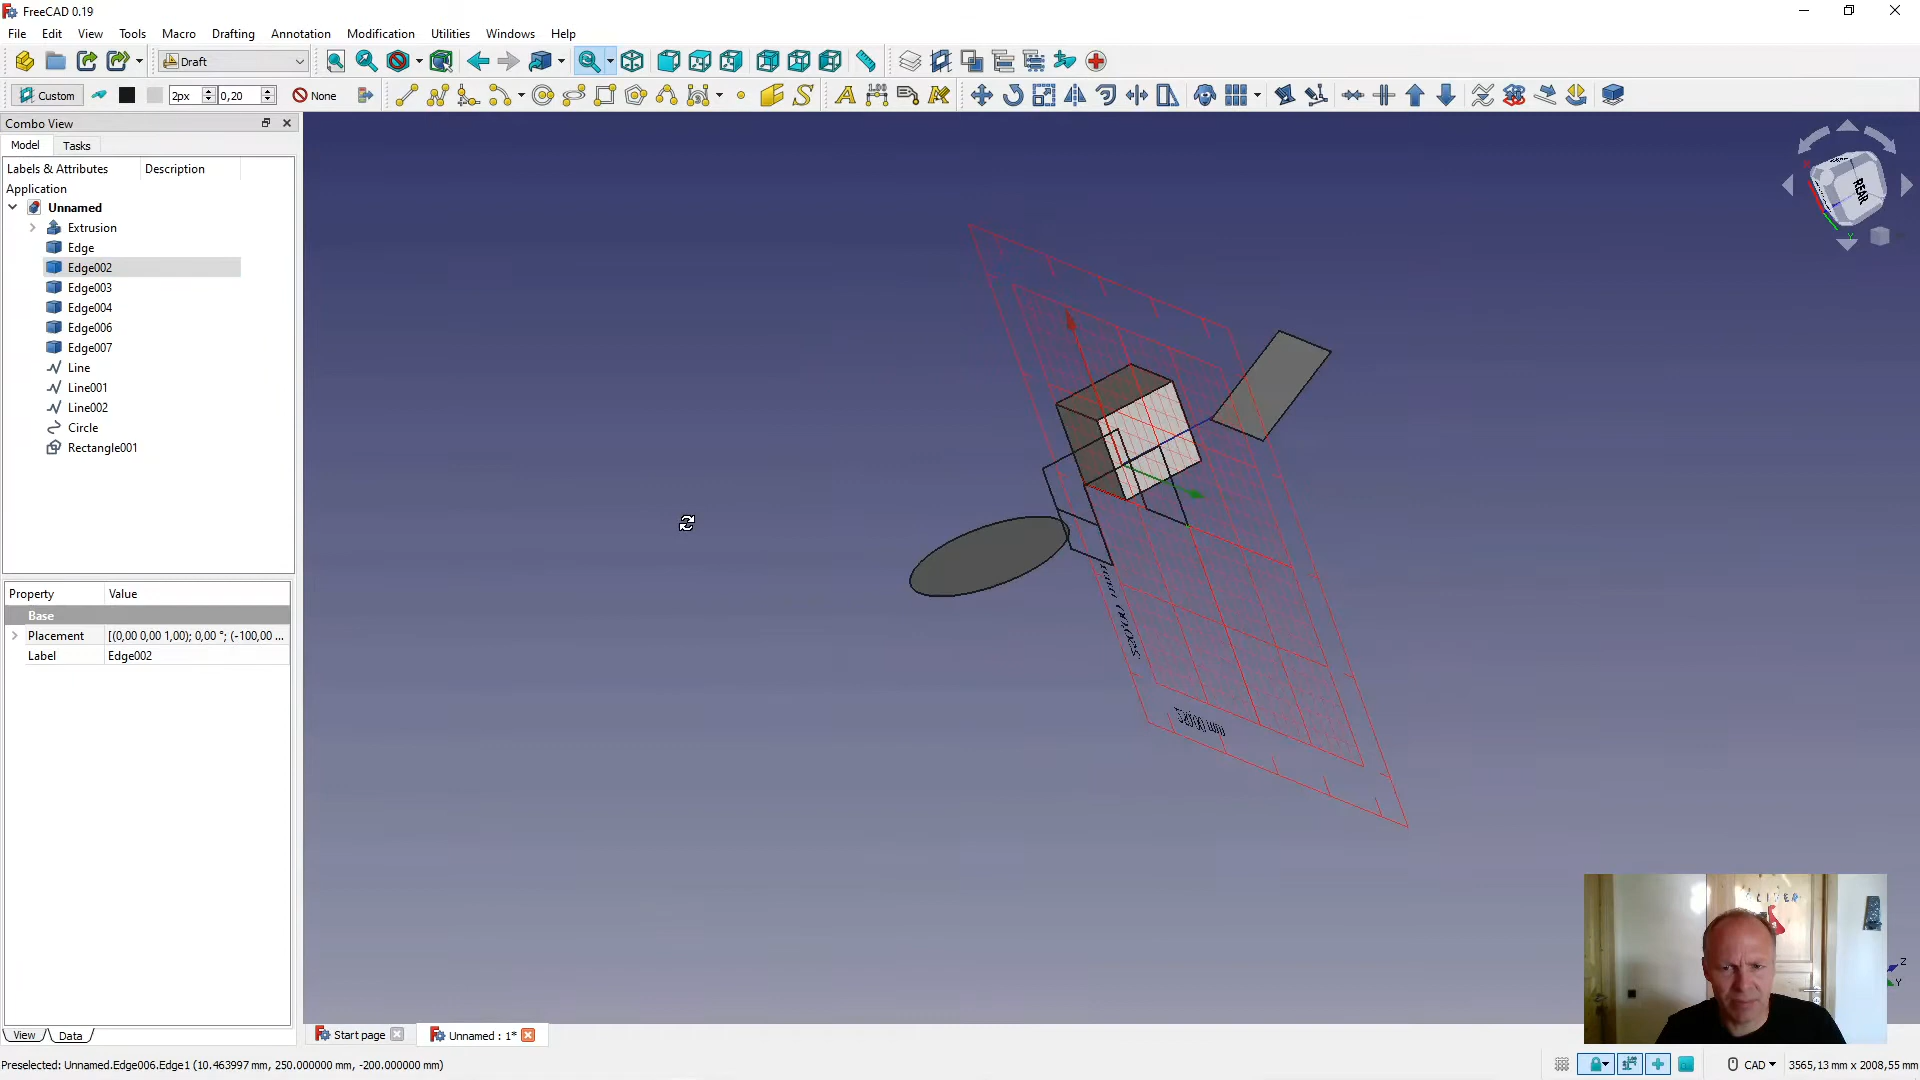 FreeCAD 0.19
File Edit View Tools Macro Drafting Annotation Modification Utilities Windows Help
Draft
Custom 2px 0,20 None
Combo View
Model Tasks
Labels & Attributes Description
Application
Unnamed
Extrusion
Edge
Edge002
Edge003
Edge004
Edge006
Edge007
Line
Line001
Line002
Circle
Rectangle001
Property Value
Base
Placement [(0,00 0,00 1,00); 0,00 °; (-100,00 ...
Label Edge002
REAR
View Data
Start page Unnamed : 1*
Preselected: Unnamed.Edge006.Edge1 (10.463997 mm, 250.000000 mm, -200.000000 mm)
CAD 3565,13 mm x 2008,55 mm
Z
Y